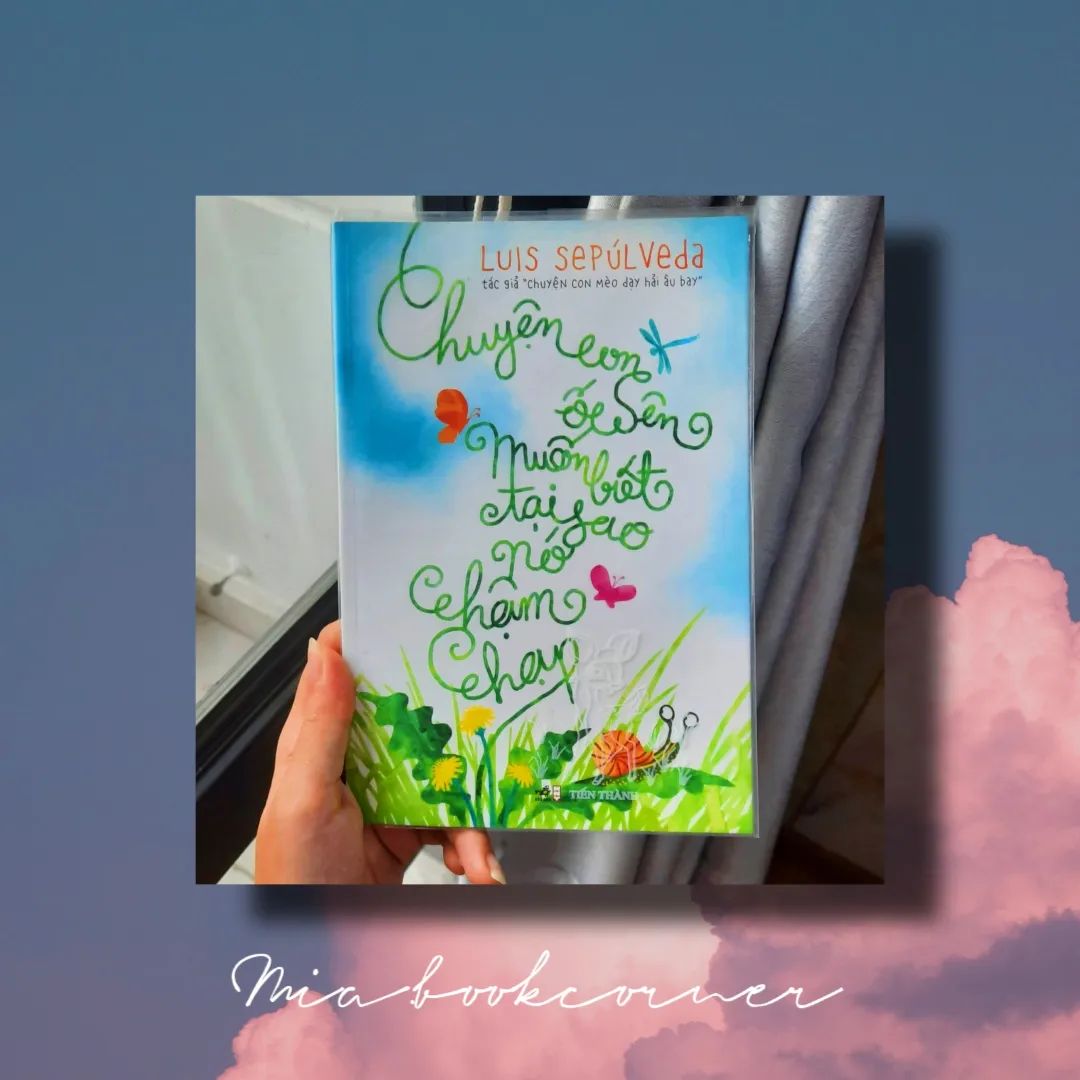 Luis Sepúlveda
tác giả "Chuyện con mèo dạy hải âu bay"
Chuyện con
ốc Sên
Muốn biết
tại sao
nó
Chậm
Chạp
TIẾN THÀNH
Mia bookcorner